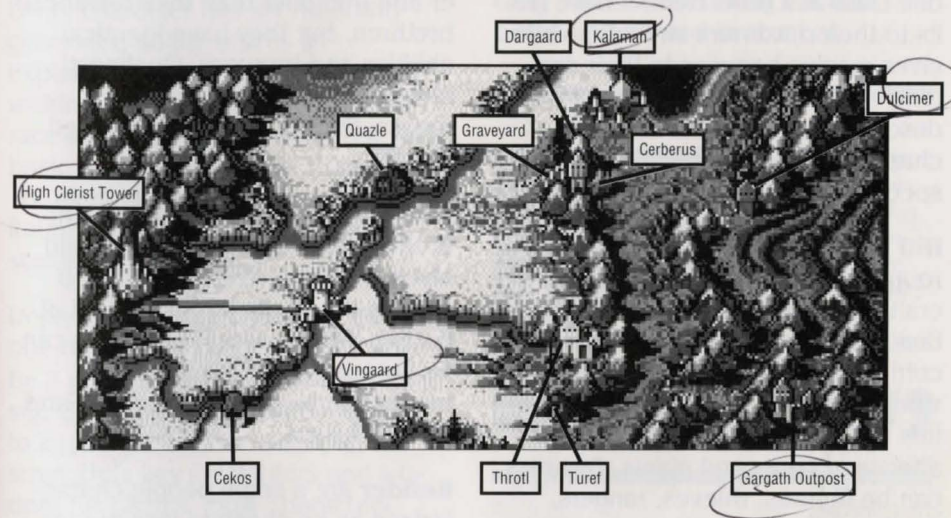 Dargaard
Kalaman
Dulcimer
Quazle
Graveyard
Cerberus
High Clerist Tower
Vingaard
Cekos
Throtl
Turef
Gargath Outpost